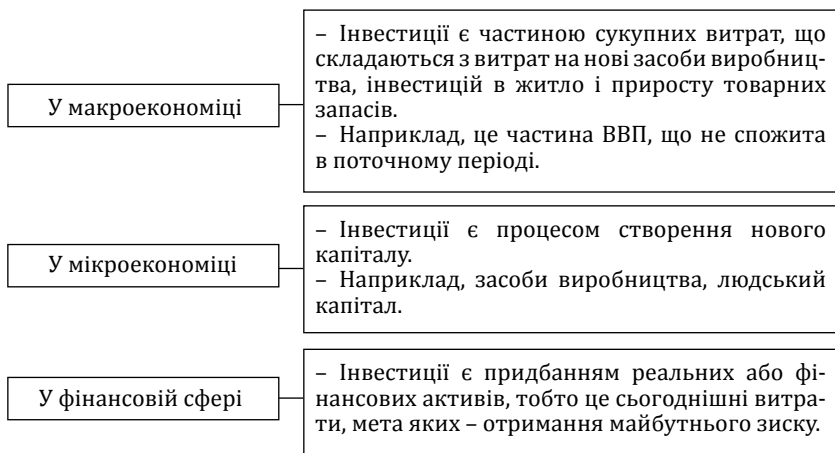 – Інвестиції є частиною сукупних витрат, що
складаються з витрат на нові засоби виробниц-
тва, інвестицій в житло і приросту товарних
запасів.
– Наприклад, це частина ВВП, що не спожита
в поточному періоді.
У макроекономіці
– Інвестиції є процесом створення нового
капіталу.
– Наприклад, засоби виробництва, людський
капітал.
У мікроекономіці
– Інвестиції є придбанням реальних або фі-
нансових активів, тобто це сьогоднішні витра-
ти, мета яких – отримання майбутнього зиску.
У фінансовій сфері